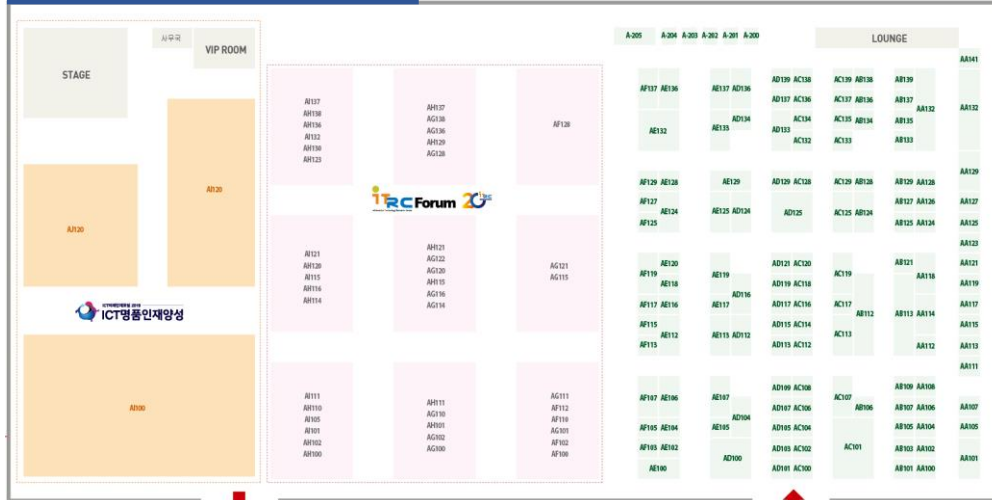 사무국
VIP ROOM
STAGE
AJ120
AI120
ICT명품인재양성
AI100
AI137
AH138
AH136
AI132
AH130
AH123
AH137
AG138
AG136
AH129
AG128
AF128
ITRC Forum 20
AI121
AH120
AI115
AH116
AH114
AH121
AG122
AG120
AH115
AG116
AG114
AG121
AG115
AI111
AH110
AI105
AI101
AH102
AH100
AH111
AG110
AH101
AG102
AG100
AG111
AF112
AF110
AG101
AF102
AF100
A-205 A-204 A-203 A-202 A-201 A-200
LOUNGE
AA141
AF137 AE136 AE137 AD136 AD139 AC138 AC139 AB138 AB139
AD137 AC136 AC137 AB136 AB137
AA132 AA132
AE132 AE133 AD134 AD133 AC134 AC135 AB134 AB135
AC132 AC133 AB133
AA129
AF129 AE128 AE129 AD129 AC128 AC129 AB128 AB129 AA128
AF127 AB127 AA126 AA127
AE124 AE125 AD124 AD125 AC125 AB124
AF125 AB125 AA124 AA125
AA123
AE120 AD121 AC120 AB121 AA121
AF119 AE119 AC119 AA118
AE118 AD119 AC118 AA119
AD116
AF117 AE116 AE117 AD117 AC116 AC117 AA117
AB112 AB113 AA114
AF115 AD115 AC114 AA115
AE112 AE113 AD112 AC113
AF113 AD113 AC112 AA112 AA113
AA111
AD109 AC108 AB109 AA108
AF107 AE106 AE107 AC107
AD107 AC106 AB106 AB107 AA106 AA107
AD104
AF105 AE104 AE105 AD105 AC104 AB105 AA104 AA105
AF103 AE102 AD103 AC102 AC101 AB103 AA102
AD100 AA101
AE100 AD101 AC100 AB101 AA100